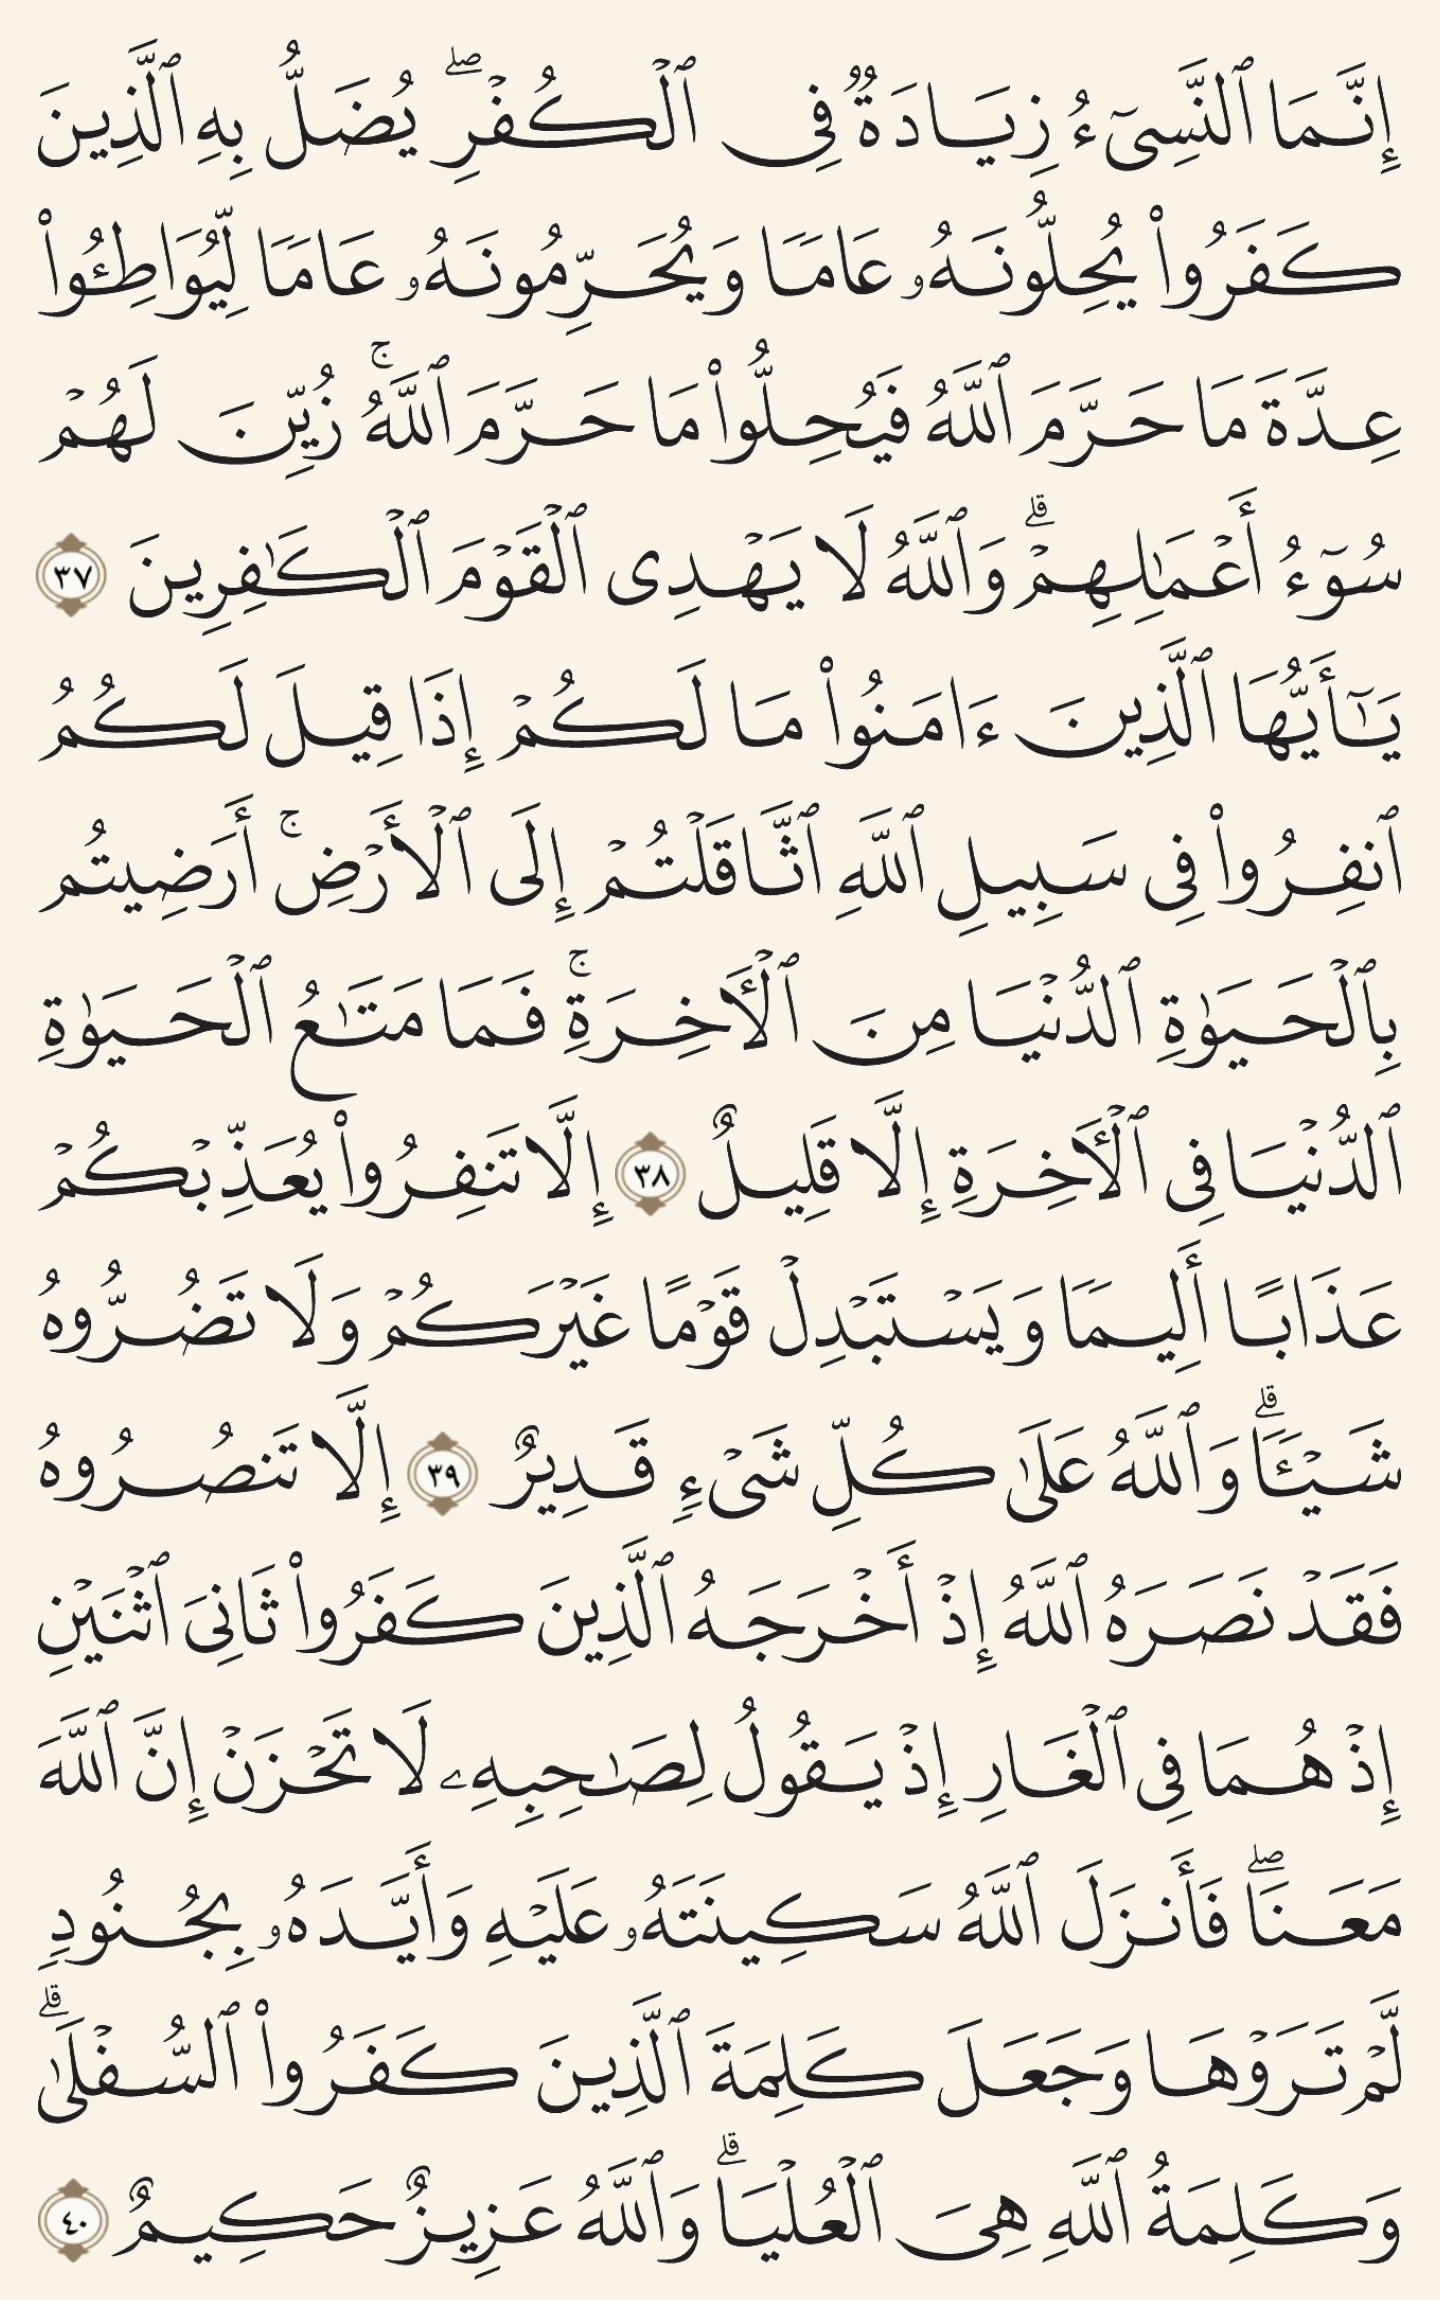 إِنَّمَا ٱلنَّسِىٓءُ زِيَادَةٌ فِى ٱلْكُفْرِ ۖ يُضَلُّ بِهِ ٱلَّذِينَ
كَفَرُوا۟ يُحِلُّونَهُۥ عَامًا وَيُحَرِّمُونَهُۥ عَامًا لِّيُوَاطِـُٔوا۟
عِدَّةَ مَا حَرَّمَ ٱللَّهُ فَيُحِلُّوا۟ مَا حَرَّمَ ٱللَّهُ ۚ زُيِّنَ لَهُمْ
سُوٓءُ أَعْمَـٰلِهِمْ ۗ وَٱللَّهُ لَا يَهْدِى ٱلْقَوْمَ ٱلْكَـٰفِرِينَ ٣٧
يَـٰٓأَيُّهَا ٱلَّذِينَ ءَامَنُوا۟ مَا لَكُمْ إِذَا قِيلَ لَكُمُ
ٱنفِرُوا۟ فِى سَبِيلِ ٱللَّهِ ٱثَّاقَلْتُمْ إِلَى ٱلْأَرْضِ ۚ أَرَضِيتُم
بِٱلْحَيَوٰةِ ٱلدُّنْيَا مِنَ ٱلْـَٔاخِرَةِ ۚ فَمَا مَتَـٰعُ ٱلْحَيَوٰةِ
ٱلدُّنْيَا فِى ٱلْـَٔاخِرَةِ إِلَّا قَلِيلٌ ٣٨ إِلَّا تَنفِرُوا۟ يُعَذِّبْكُمْ
عَذَابًا أَلِيمًا وَيَسْتَبْدِلْ قَوْمًا غَيْرَكُمْ وَلَا تَضُرُّوهُ
شَيْـًٔا ۗ وَٱللَّهُ عَلَىٰ كُلِّ شَىْءٍ قَدِيرٌ ٣٩ إِلَّا تَنصُرُوهُ
فَقَدْ نَصَرَهُ ٱللَّهُ إِذْ أَخْرَجَهُ ٱلَّذِينَ كَفَرُوا۟ ثَانِىَ ٱثْنَيْنِ
إِذْ هُمَا فِى ٱلْغَارِ إِذْ يَقُولُ لِصَـٰحِبِهِۦ لَا تَحْزَنْ إِنَّ ٱللَّهَ
مَعَنَا ۖ فَأَنزَلَ ٱللَّهُ سَكِينَتَهُۥ عَلَيْهِ وَأَيَّدَهُۥ بِجُنُودٍ
لَّمْ تَرَوْهَا وَجَعَلَ كَلِمَةَ ٱلَّذِينَ كَفَرُوا۟ ٱلسُّفْلَىٰ ۗ
وَكَلِمَةُ ٱللَّهِ هِىَ ٱلْعُلْيَا ۗ وَٱللَّهُ عَزِيزٌ حَكِيمٌ ٤٠